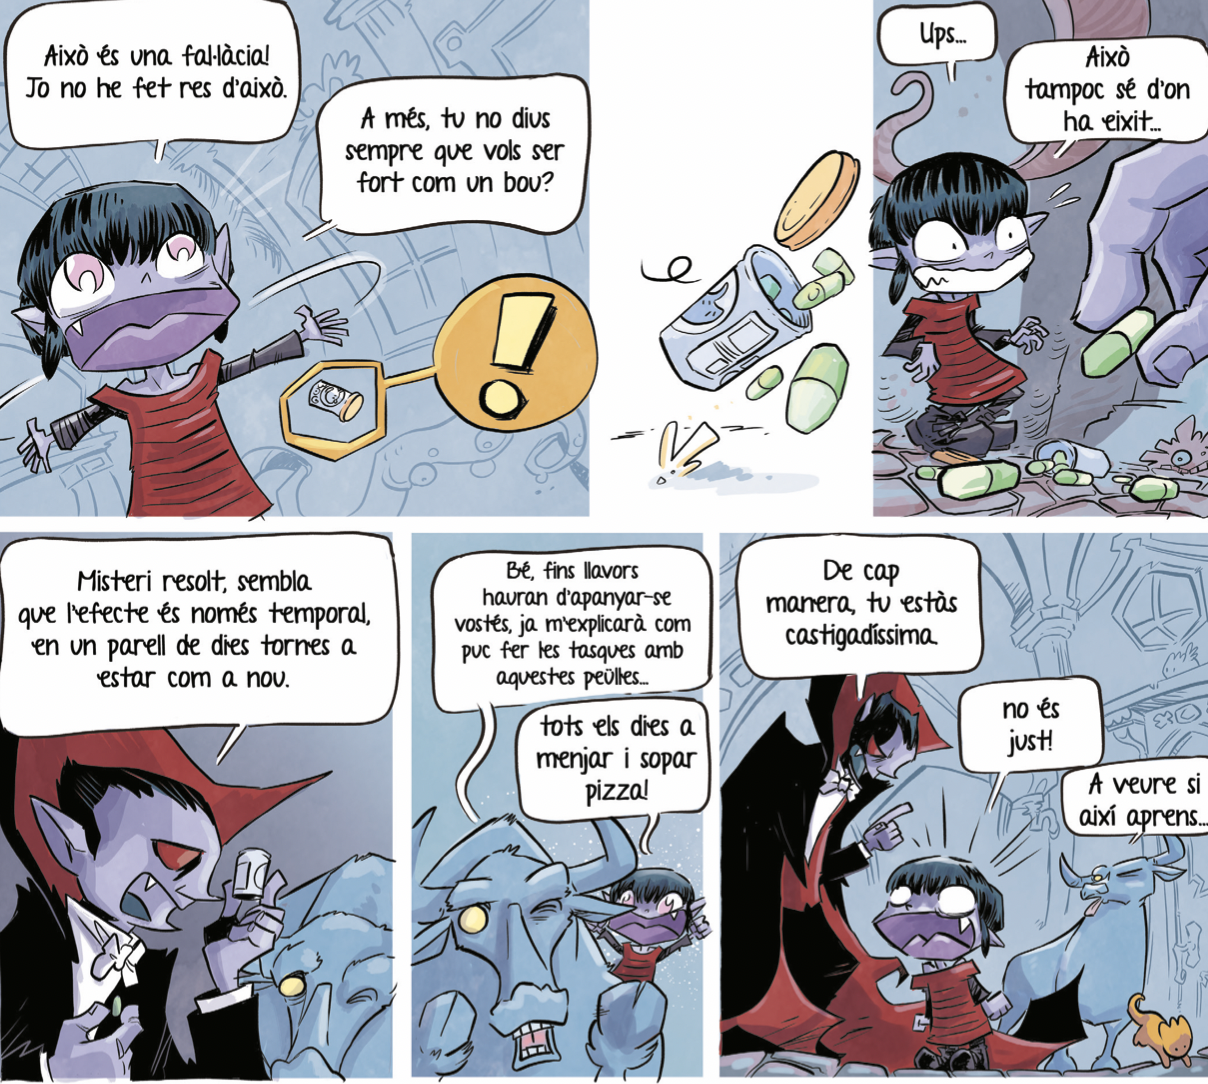 Això és una fal·làcia!
Jo no he fet res d'això.
A més, tu no dius
sempre que vols ser
fort com un bou?
Ups...
Això
tampoc sé d'on
ha eixit...
Misteri resolt, sembla
que l'efecte és només temporal,
en un parell de dies tornes a
estar com a nou.
Bé, fins llavors
hauran d'apanyar-se
vostés, ja m'explicarà com
puc fer les tasques amb
aquestes peülles...
tots els dies a
menjar i sopar
pizza!
De cap
manera, tu estàs
castigadíssima.
no és
just!
A veure si
així aprens...